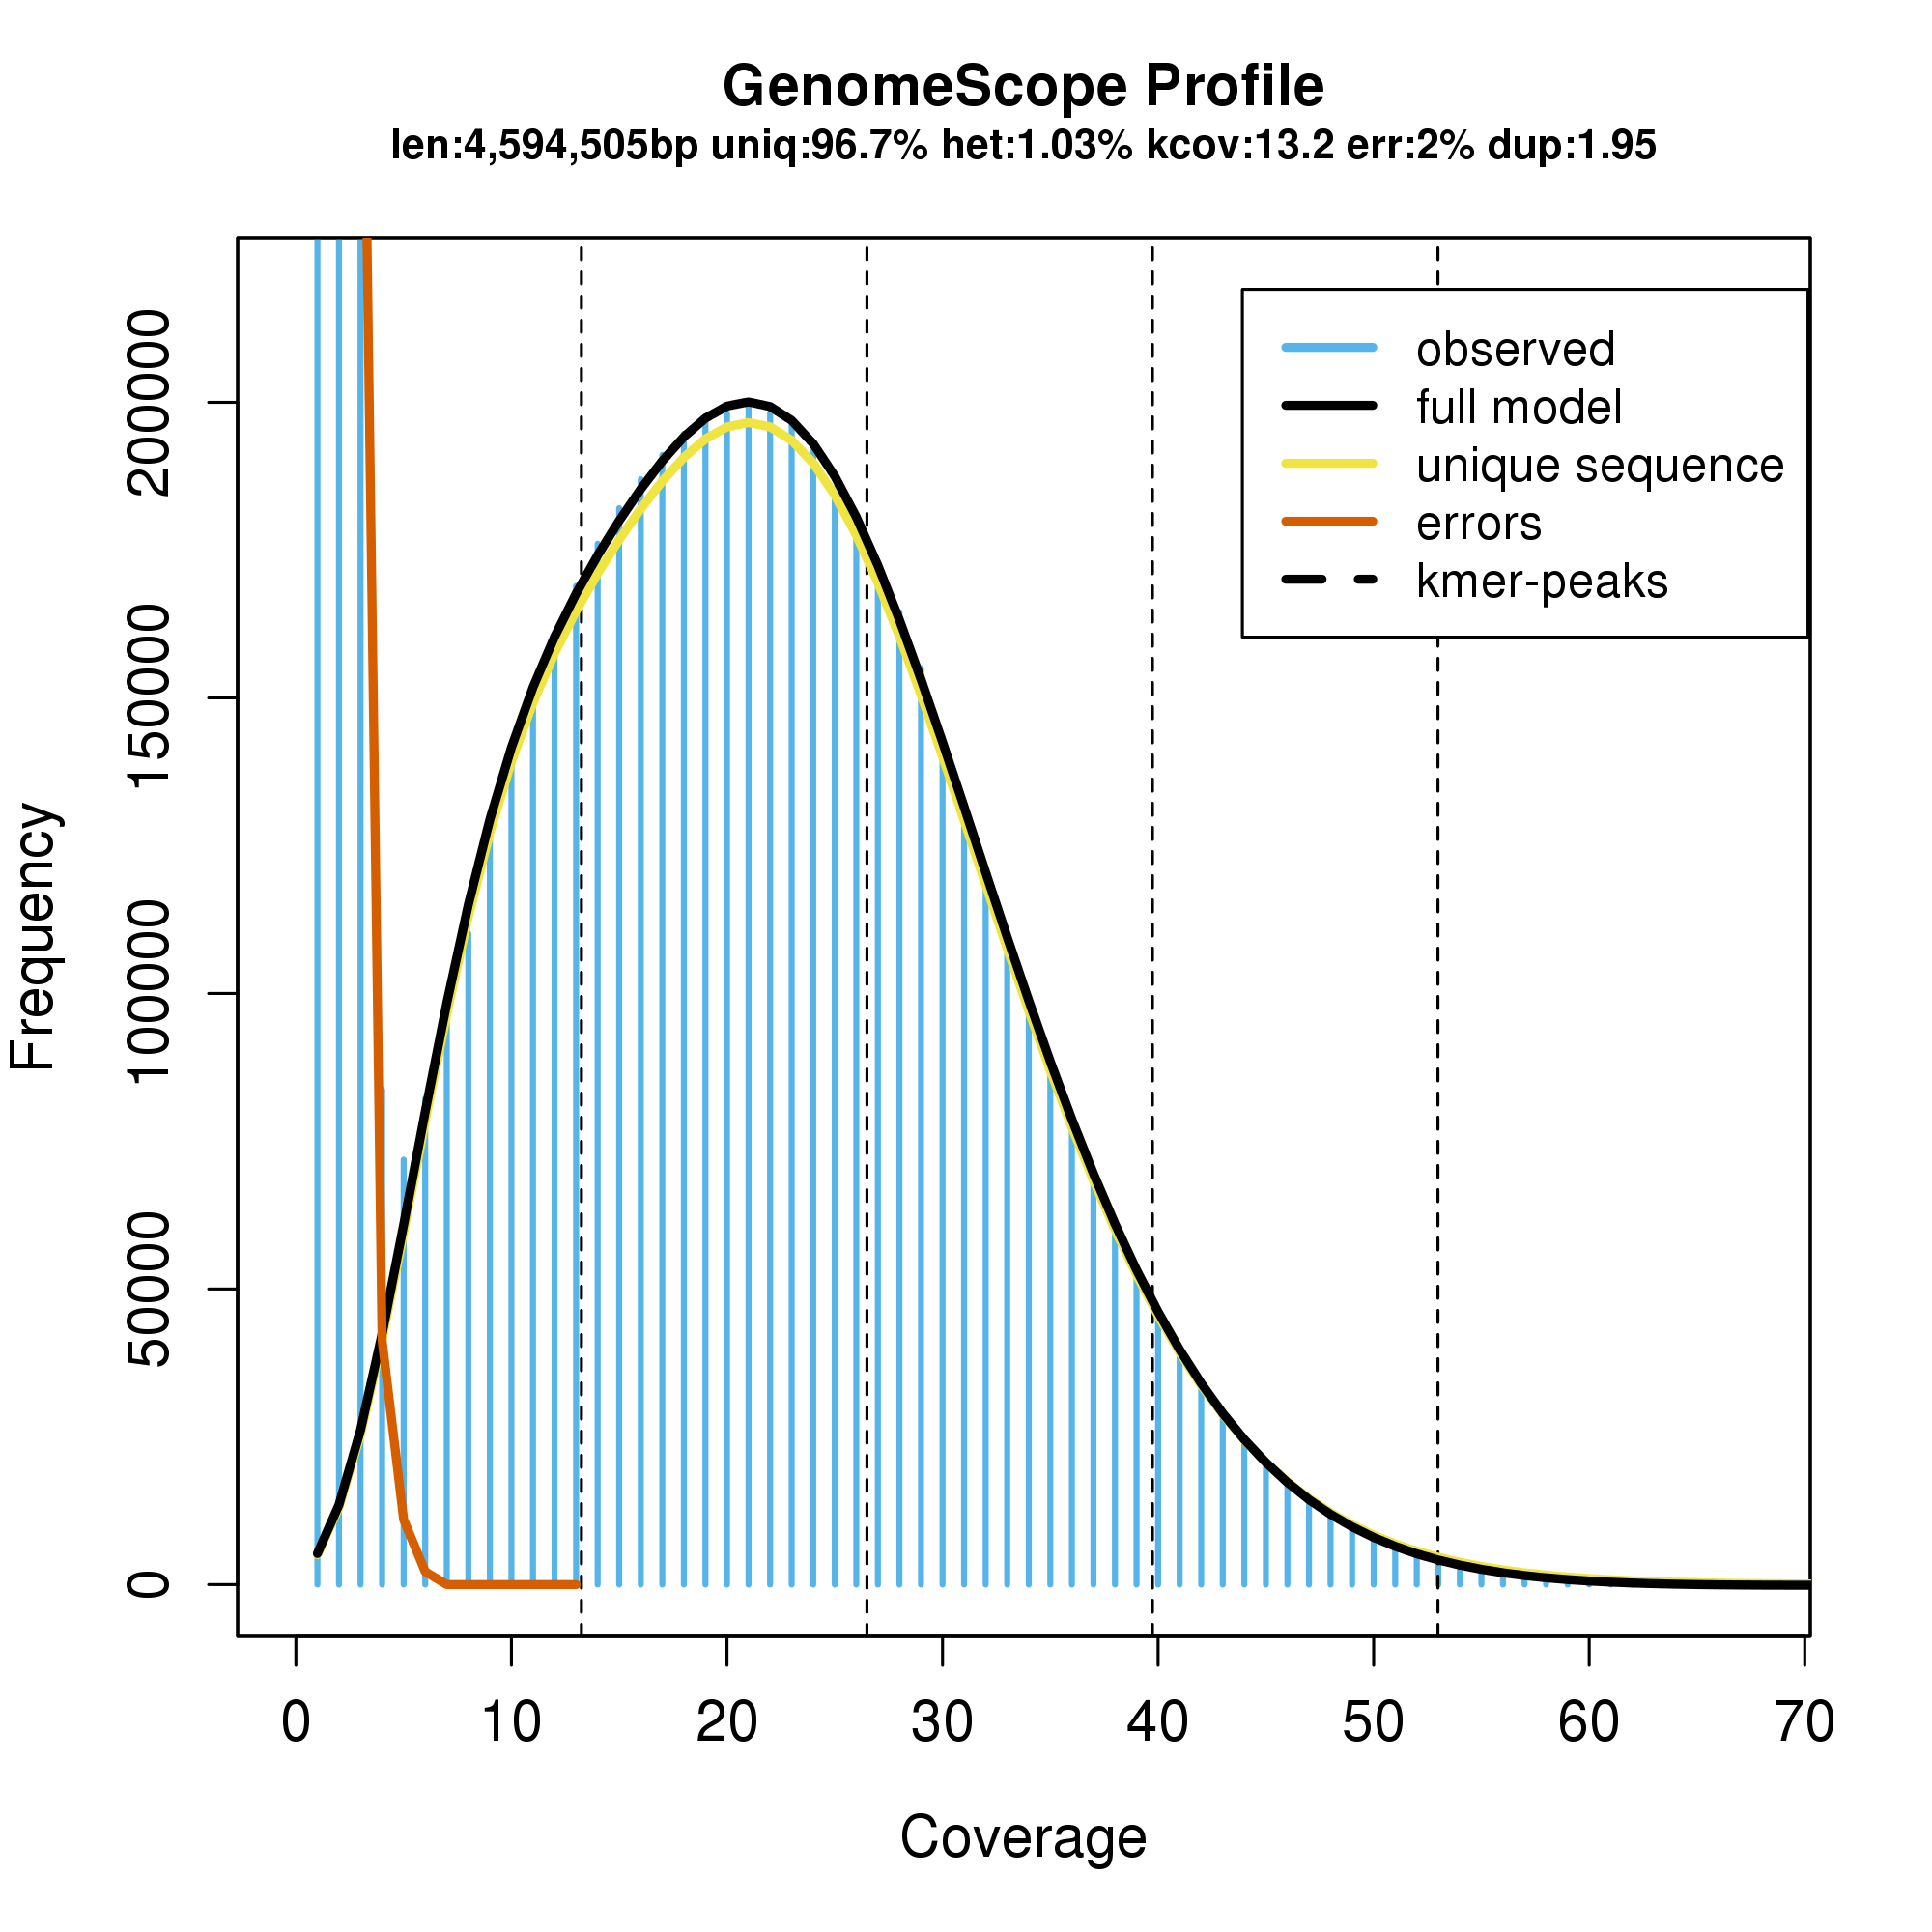 GenomeScope Profile
len:4,594,505bp uniq:96.7% het:1.03% kcov:13.2 err:2% dup:1.95
observed
full model
unique sequence
errors
kmer-peaks
Frequency
200000
150000
100000
50000
0
0 10 20 30 40 50 60 70
Coverage